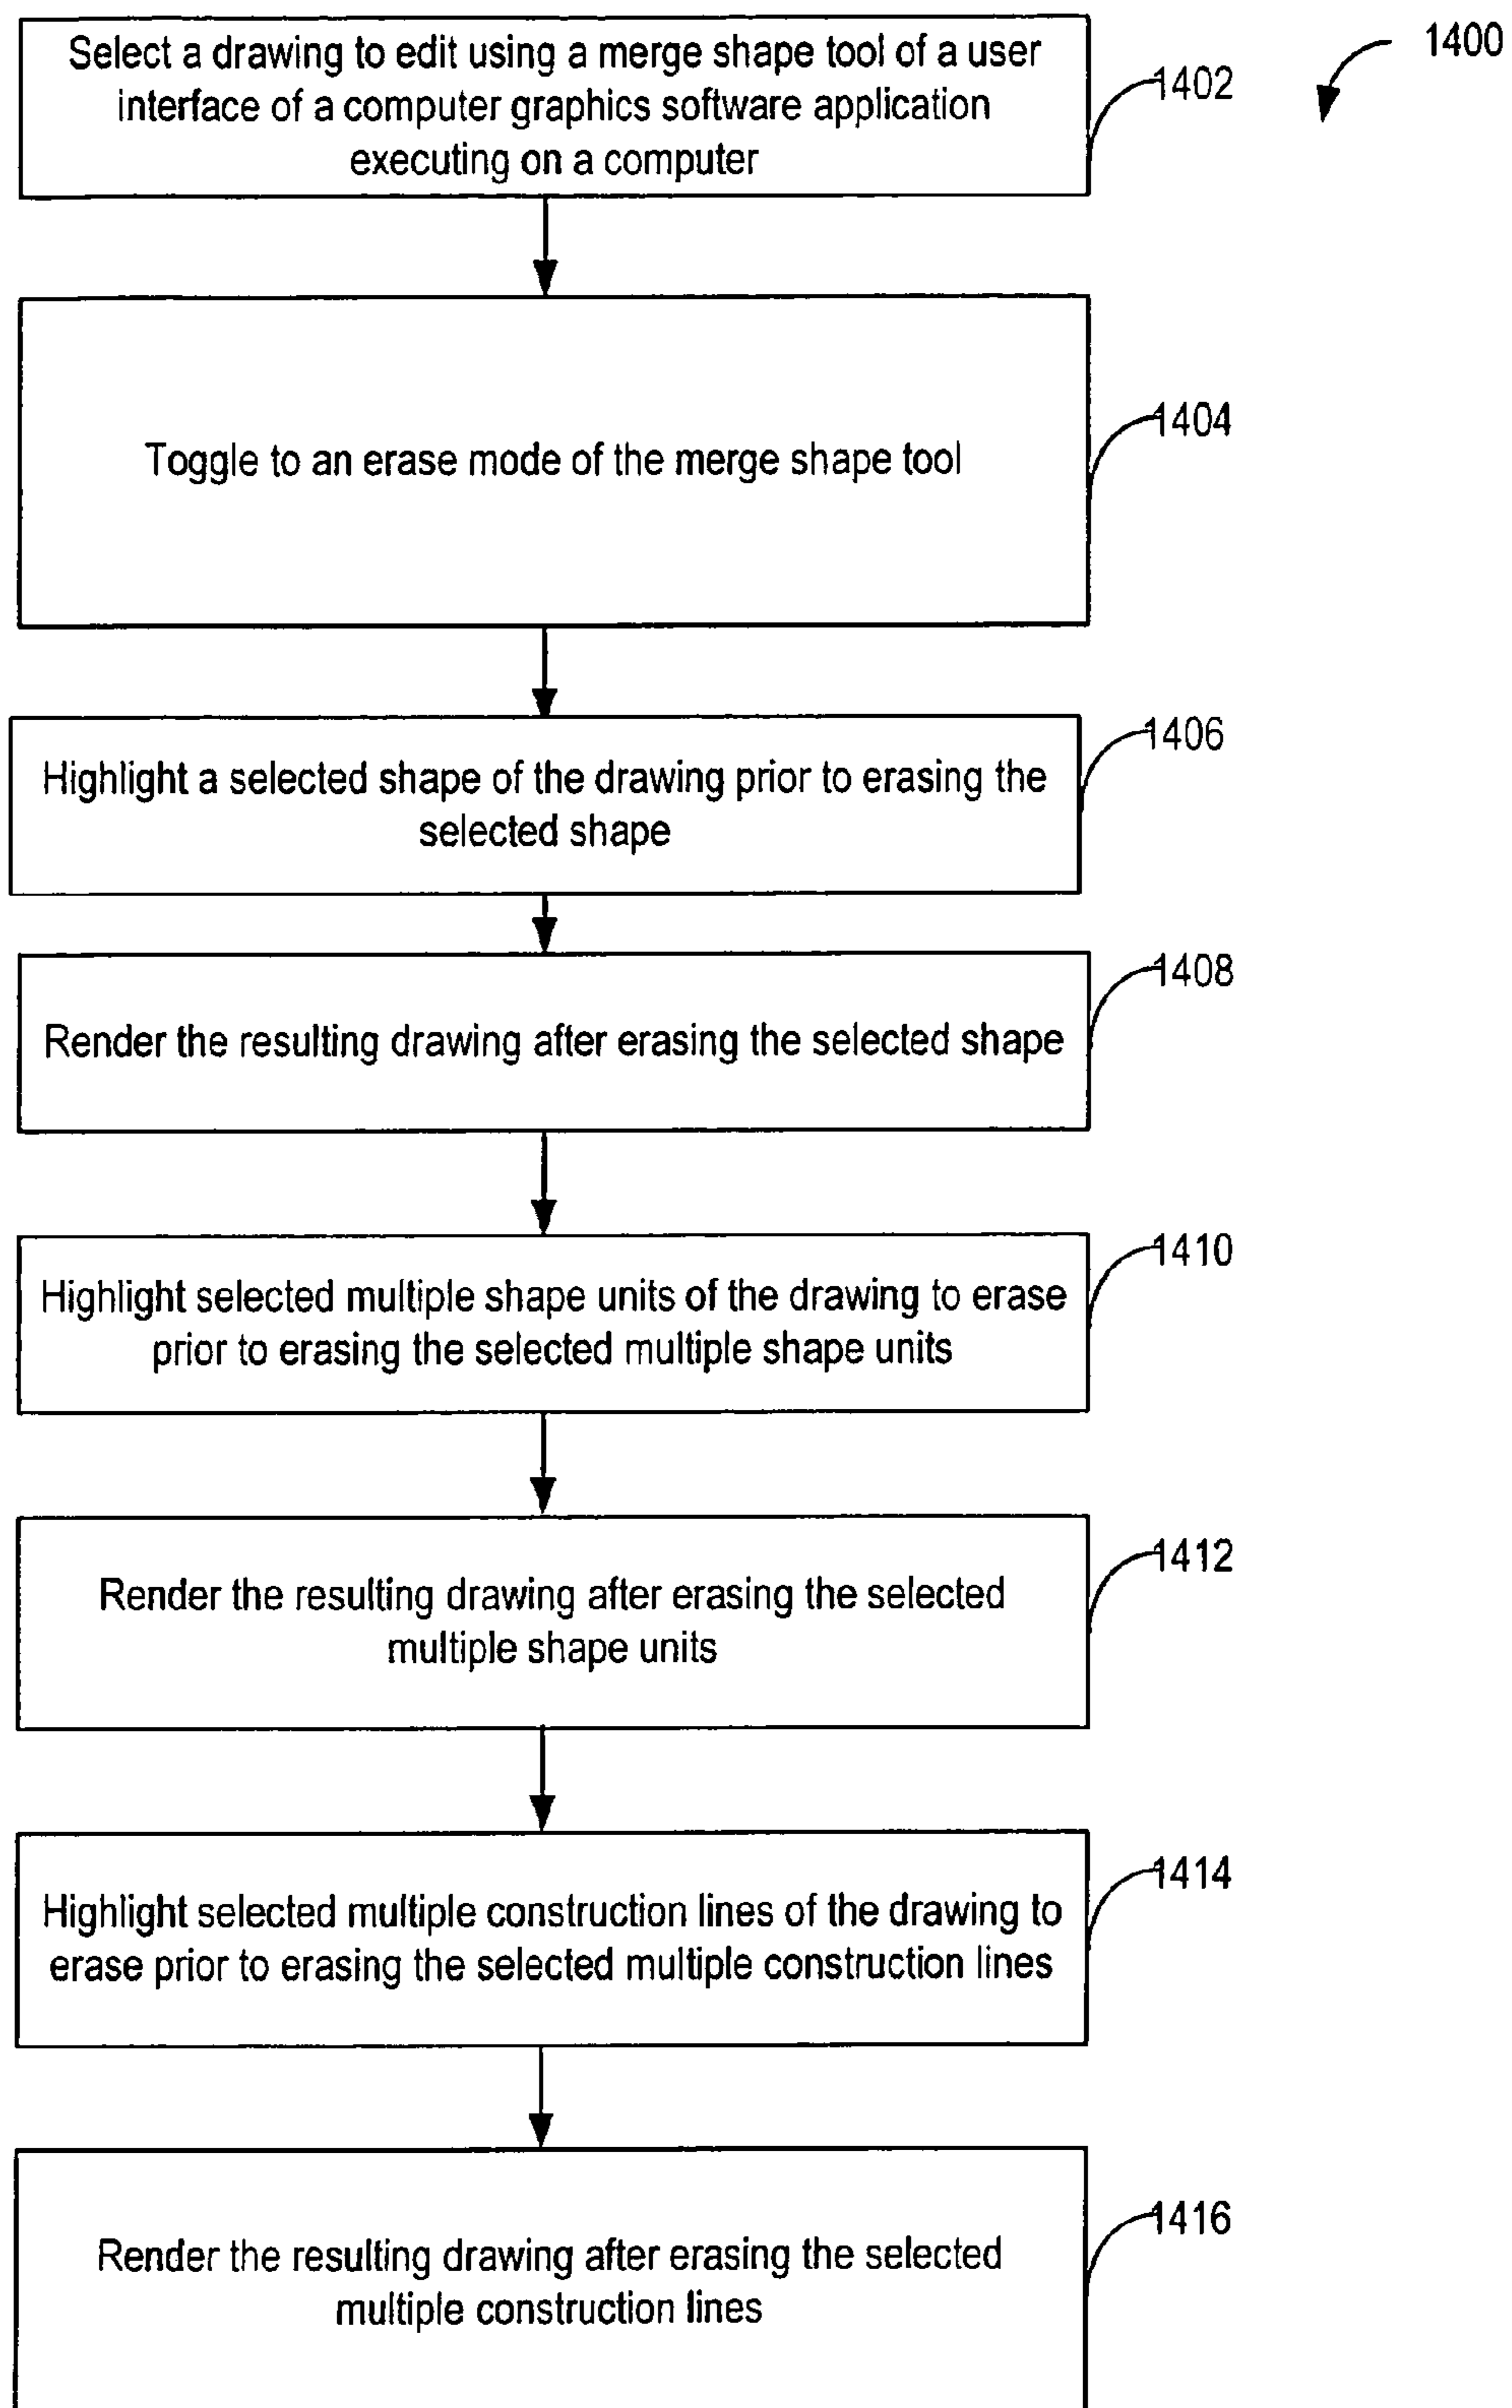 1400
Select a drawing to edit using a merge shape tool of a user
interface of a computer graphics software application
executing on a computer
1402
Toggle to an erase mode of the merge shape tool
1404
Highlight a selected shape of the drawing prior to erasing the
selected shape
1406
Render the resulting drawing after erasing the selected shape
1408
Highlight selected multiple shape units of the drawing to erase
prior to erasing the selected multiple shape units
1410
Render the resulting drawing after erasing the selected
multiple shape units
1412
Highlight selected multiple construction lines of the drawing to
erase prior to erasing the selected multiple construction lines
1414
Render the resulting drawing after erasing the selected
multiple construction lines
1416